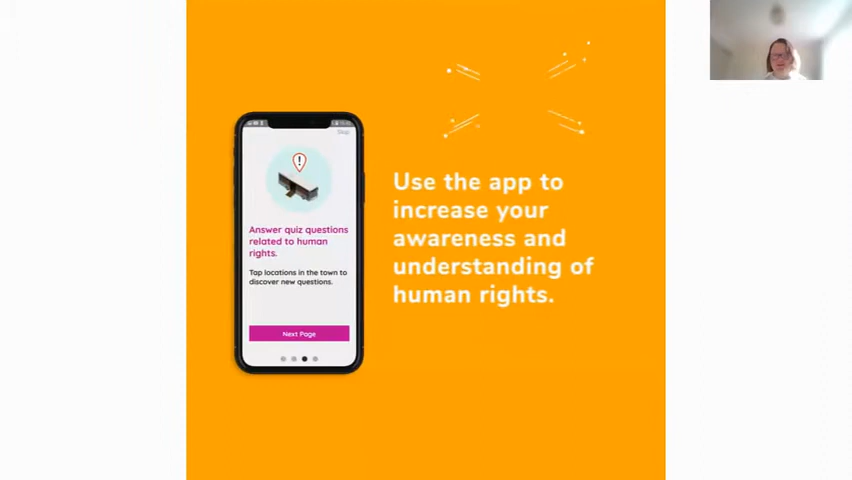 Skip
Answer quiz questions
related to human
rights.
Tap locations in the town to
discover new questions.
Next Page
Use the app to
increase your
awareness and
understanding of
human rights.